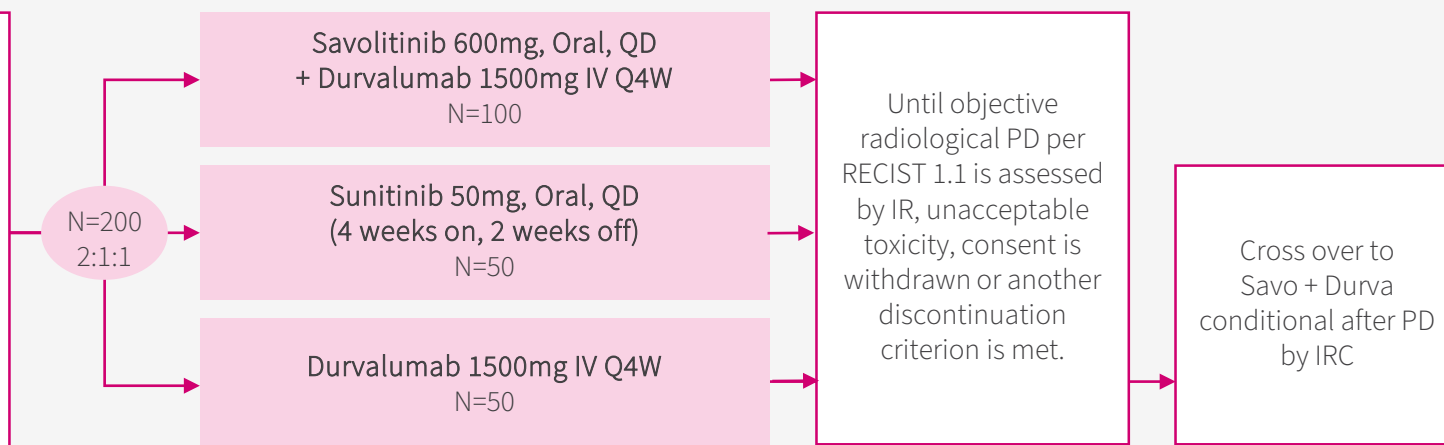 N=200
2:1:1
Savolitinib 600mg, Oral, QD
+ Durvalumab 1500mg IV Q4W
N=100
Sunitinib 50mg, Oral, QD
(4 weeks on, 2 weeks off)
N=50
Durvalumab 1500mg IV Q4W
N=50
Until objective
radiological PD per
RECIST 1.1 is assessed
by IR, unacceptable
toxicity, consent is
withdrawn or another
discontinuation
criterion is met.
Cross over to
Savo + Durva
conditional after PD
by IRC